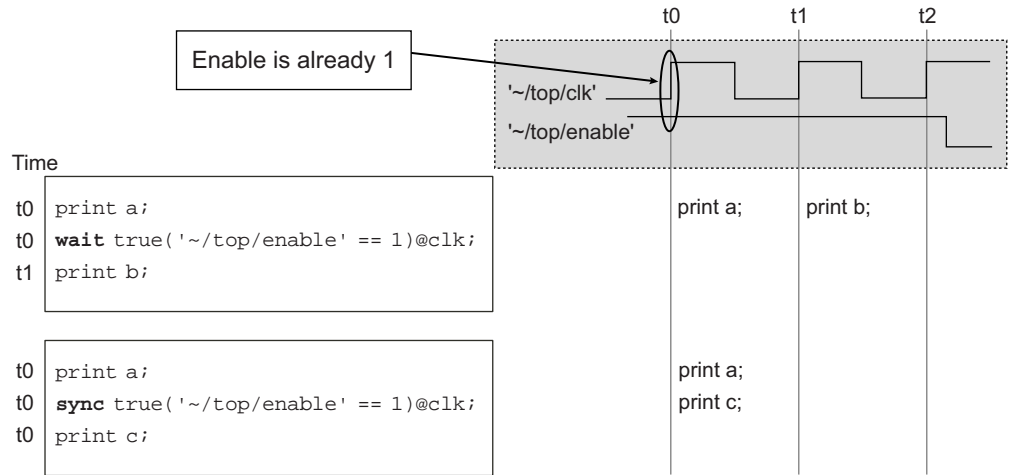 t0 t1 t2
Enable is already 1
'~/top/clk'
'~/top/enable'
Time
t0 print a;
t0 wait true('~/top/enable' == 1)@clk;
t1 print b;
print a; print b;
t0 print a;
t0 sync true('~/top/enable' == 1)@clk;
t0 print c;
print a;
print c;